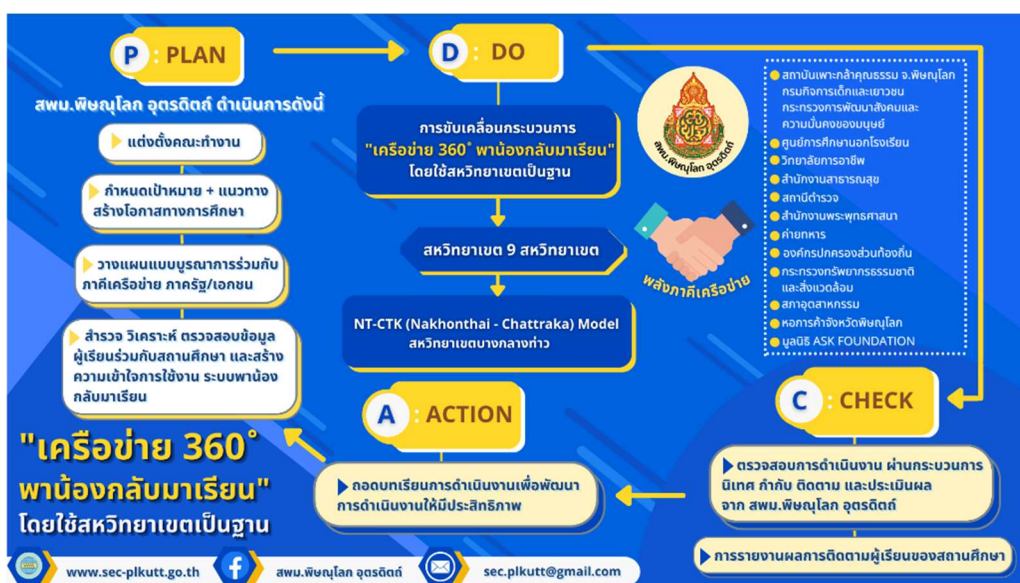 P : PLAN
สพม.พิษณุโลก อุตรดิตถ์ ดำเนินการดังนี้
แต่งตั้งคณะทำงาน
กำหนดเป้าหมาย + แนวทาง
สร้างโอกาสทางการศึกษา
วางแผนแบบบูรณาการร่วมกับ
ภาคีเครือข่าย ภาครัฐ/เอกชน
สำรวจ วิเคราะห์ ตรวจสอบข้อมูล
ผู้เรียนร่วมกับสถานศึกษา และสร้าง
ความเข้าใจการใช้งาน ระบบพาน้อง
กลับมาเรียน
D : DO
การขับเคลื่อนกระบวนการ
"เครือข่าย 360˚ พาน้องกลับมาเรียน"
โดยใช้สหวิทยาเขตเป็นฐาน
สหวิทยาเขต 9 สหวิทยาเขต
NT-CTK (Nakhonthai - Chattraka) Model
สหวิทยาเขตบางกลางท่าว
สพม.พิษณุโลก อุตรดิตถ์
พลังภาคีเครือข่าย
สถาบันเพาะกล้าคุณธรรม จ.พิษณุโลก
กรมกิจการเด็กและเยาวชน
กระทรวงการพัฒนาสังคมและ
ความมั่นคงของมนุษย์
ศูนย์การศึกษานอกโรงเรียน
วิทยาลัยการอาชีพ
สำนักงานสาธารณสุข
สถานีตำรวจ
สำนักงานพระพุทธศาสนา
ค่ายทหาร
องค์กรปกครองส่วนท้องถิ่น
กระทรวงทรัพยากรธรรมชาติ
และสิ่งแวดล้อม
สภาอุตสาหกรรม
หอการค้าจังหวัดพิษณุโลก
มูลนิธิ ASK FOUNDATION
C : CHECK
ตรวจสอบการดำเนินงาน ผ่านกระบวนการ
นิเทศ กำกับ ติดตาม และประเมินผล
จาก สพม.พิษณุโลก อุตรดิตถ์
การรายงานผลการติดตามผู้เรียนของสถานศึกษา
A : ACTION
ถอดบทเรียนการดำเนินงานเพื่อพัฒนา
การดำเนินงานให้มีประสิทธิภาพ
"เครือข่าย 360˚
พาน้องกลับมาเรียน"
โดยใช้สหวิทยาเขตเป็นฐาน
www.sec-plkutt.go.th
สพม.พิษณุโลก อุตรดิตถ์
sec.plkutt@gmail.com